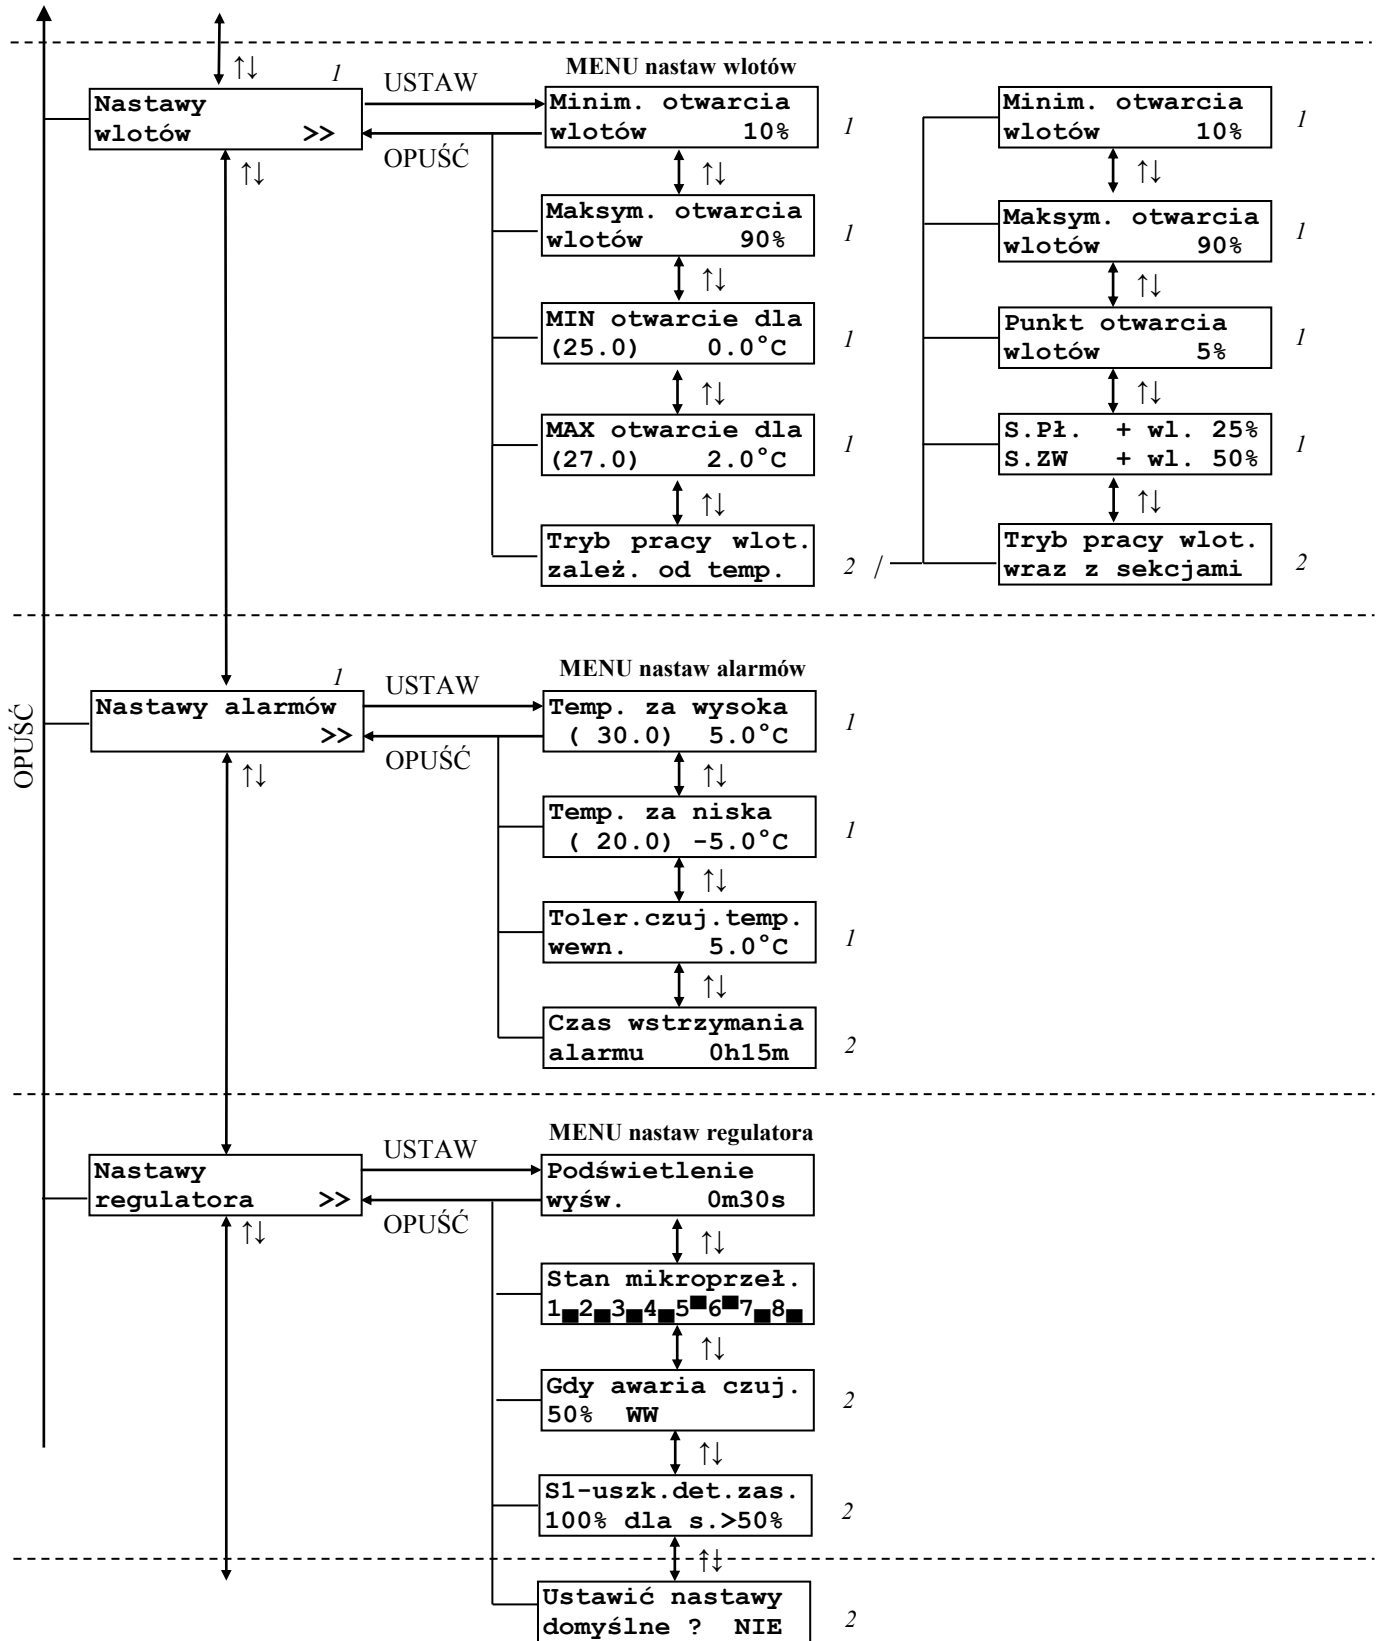 ↑↓
1
USTAW
MENU nastaw wlotów
Nastawy
wlotów >>
OPUŚĆ
↑↓
Minim. otwarcia
wlotów 10%
1
↑↓
Maksym. otwarcia
wlotów 90%
1
↑↓
MIN otwarcie dla
(25.0) 0.0°C
1
↑↓
MAX otwarcie dla
(27.0) 2.0°C
1
↑↓
Tryb pracy wlot.
zależ. od temp.
2 /
Minim. otwarcia
wlotów 10%
1
↑↓
Maksym. otwarcia
wlotów 90%
1
↑↓
Punkt otwarcia
wlotów 5%
1
↑↓
S.Pł. + wl. 25%
S.ZW + wl. 50%
1
↑↓
Tryb pracy wlot.
wraz z sekcjami
2
OPUŚĆ
1
USTAW
MENU nastaw alarmów
Nastawy alarmów
>>
OPUŚĆ
↑↓
Temp. za wysoka
( 30.0) 5.0°C
1
↑↓
Temp. za niska
( 20.0) -5.0°C
1
↑↓
Toler.czuj.temp.
wewn. 5.0°C
1
↑↓
Czas wstrzymania
alarmu 0h15m
2
USTAW
MENU nastaw regulatora
Nastawy
regulatora >>
OPUŚĆ
↑↓
Podświetlenie
wyśw. 0m30s
↑↓
Stan mikroprzeł.
1▄2▄3▄4▄5▀6▀7▄8▄
↑↓
Gdy awaria czuj.
50% WW
2
↑↓
S1-uszk.det.zas.
100% dla s.>50%
2
↑↓
Ustawić nastawy
domyślne ? NIE
2